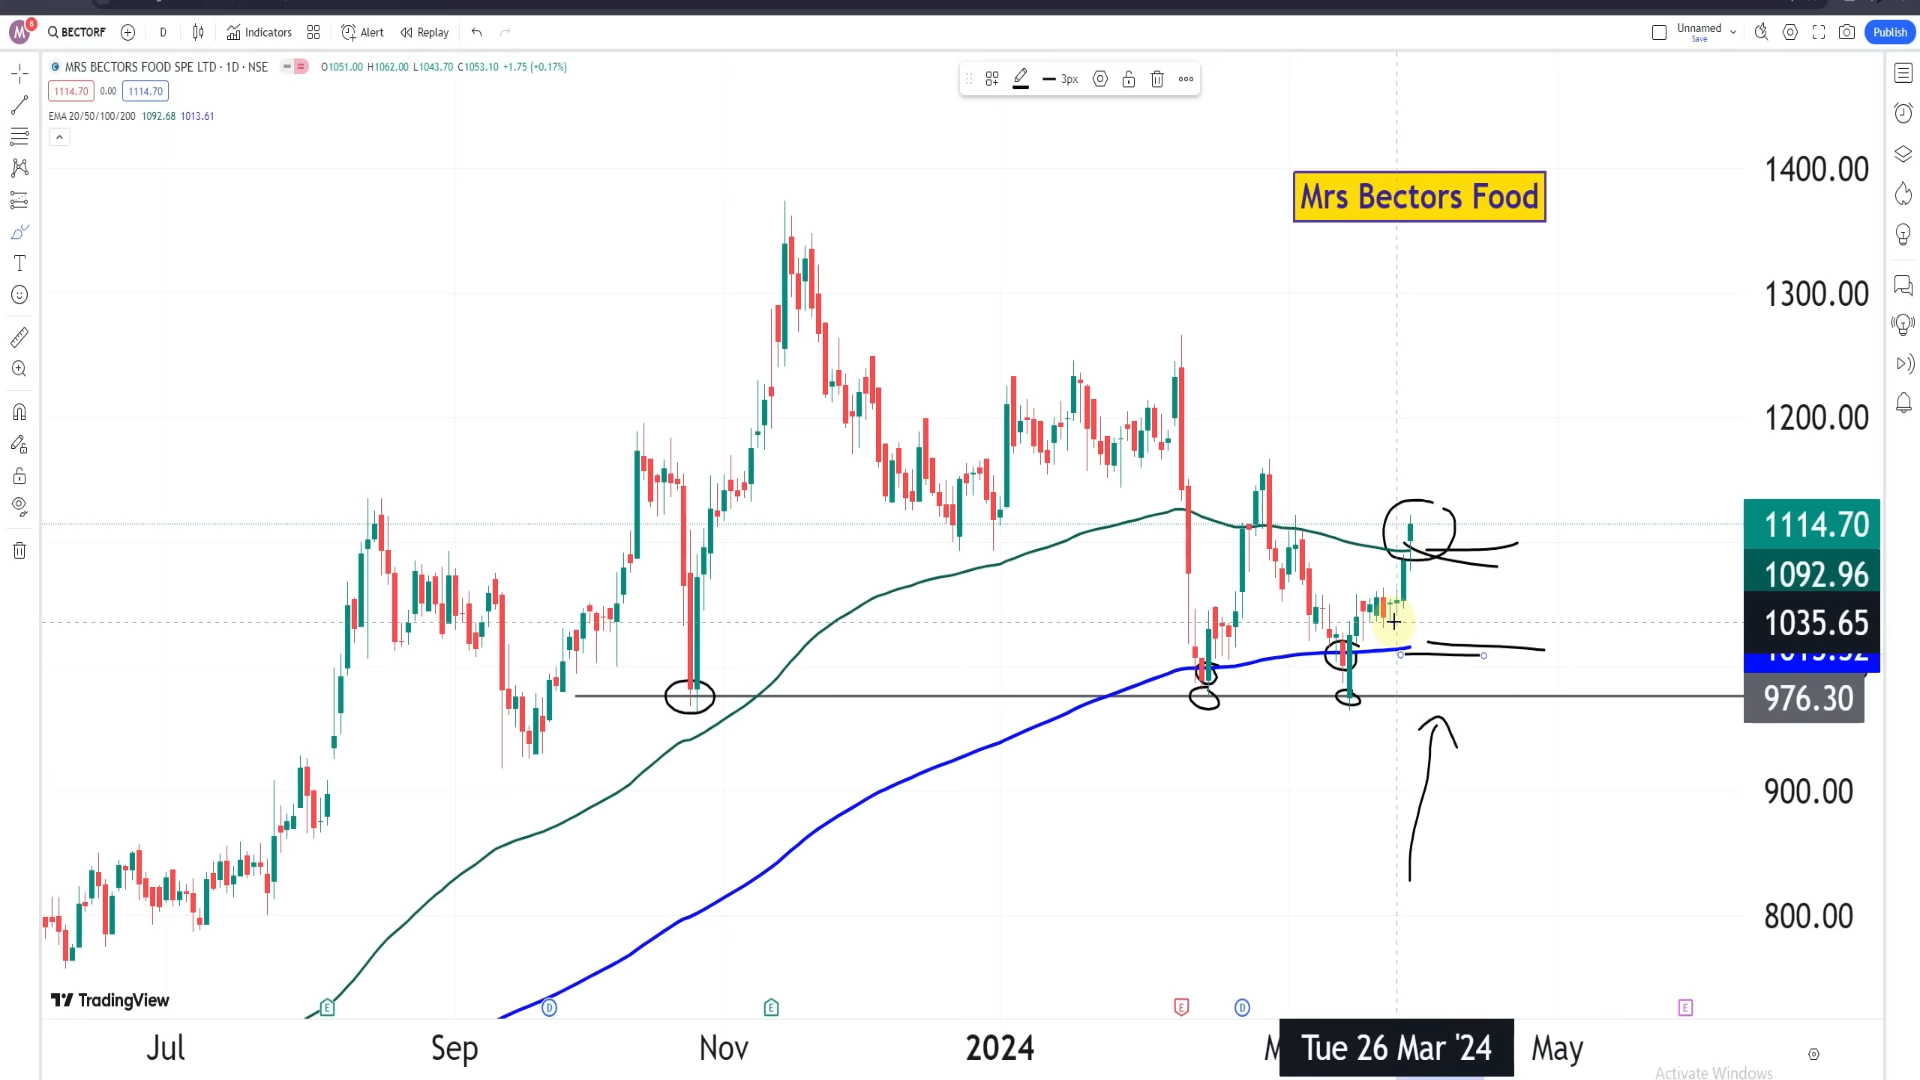 M 8 BECTORF D Indicators Alert Replay Unnamed Save Publish
MRS BECTORS FOOD SPE LTD · 1D · NSE O1051.00 H1062.00 L1043.70 C1053.10 +1.75 (+0.17%)
3px
1114.70 0.00 1114.70
EMA 20/50/100/200 1092.68 1013.61
1400.00
Mrs Bectors Food
1300.00
1200.00
1114.70
1092.96
1035.65
976.30
900.00
800.00
TradingView
E D E E D E
Jul Sep Nov 2024 Tue 26 Mar '24 May
Activate Windows